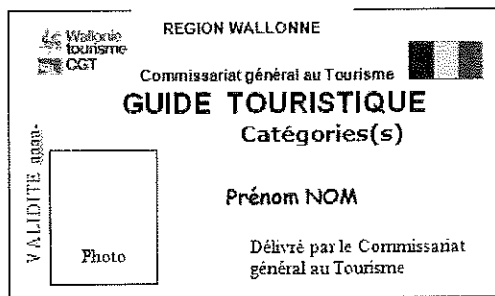 REGION WALLONNE
Wallonie
tourisme
CGT
Commissariat général au Tourisme
GUIDE TOURISTIQUE
Catégories(s)
VALIDITE aaaa-
Prénom NOM
Photo
Délivré par le Commissariat
général au Tourisme